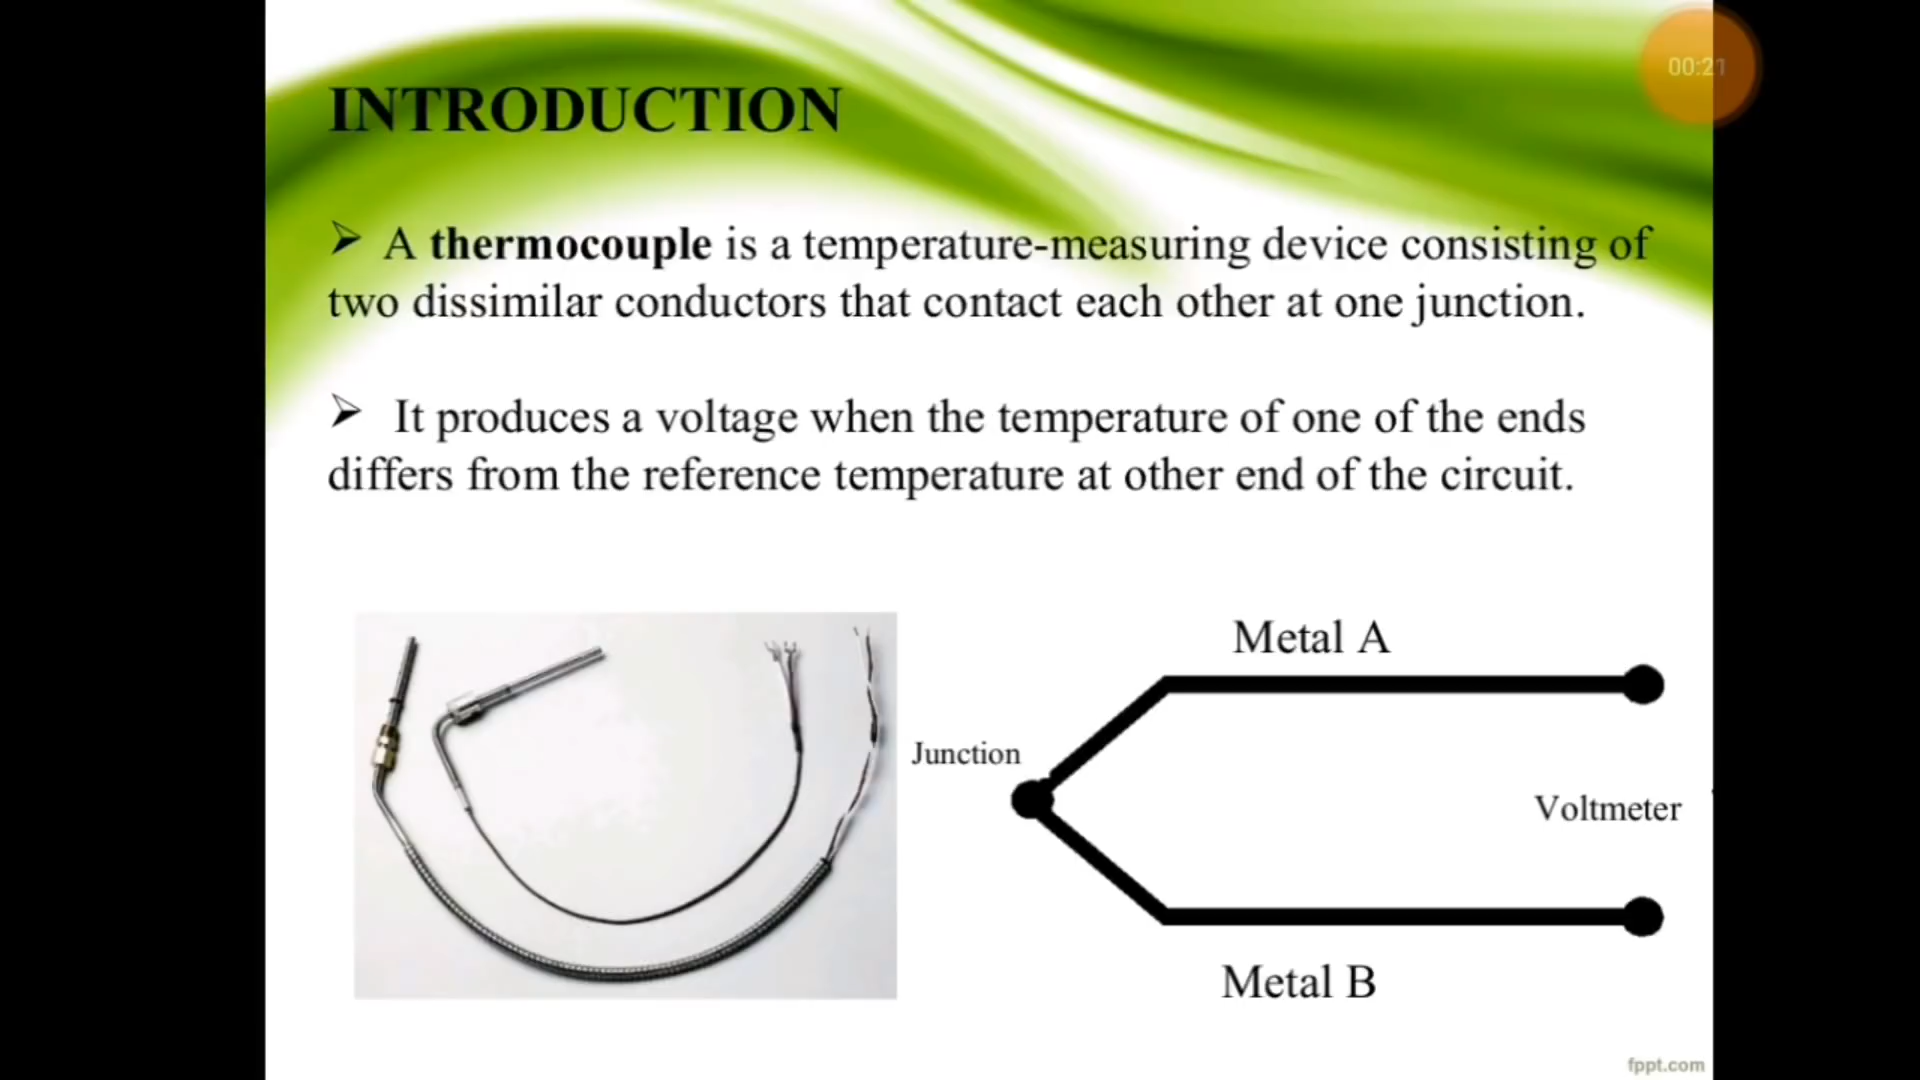 00:21
INTRODUCTION
➢ A thermocouple is a temperature-measuring device consisting of
two dissimilar conductors that contact each other at one junction.
➢ It produces a voltage when the temperature of one of the ends
differs from the reference temperature at other end of the circuit.
Metal A
Junction
Voltmeter
Metal B
fppt.com